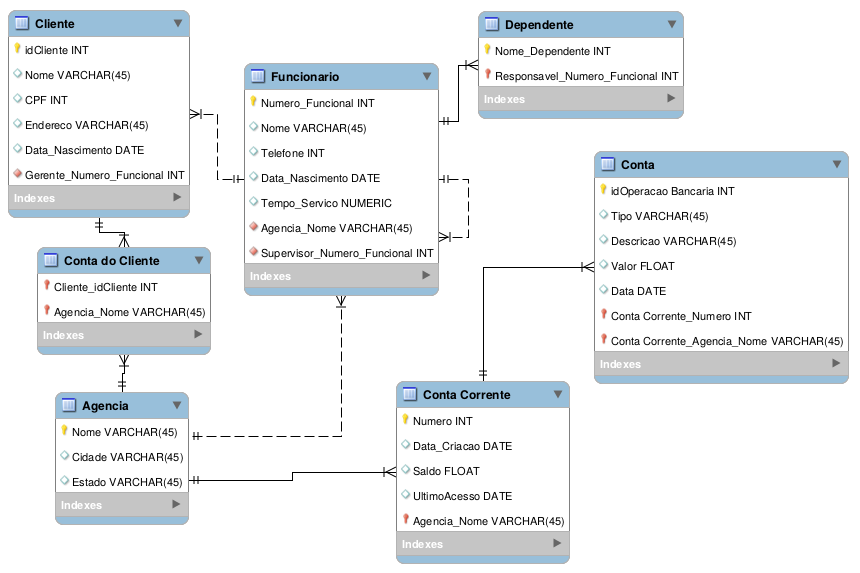 Cliente
idCliente INT
Nome VARCHAR(45)
CPF INT
Endereco VARCHAR(45)
Data_Nascimento DATE
Gerente_Numero_Funcional INT
Indexes
Funcionario
Numero_Funcional INT
Nome VARCHAR(45)
Telefone INT
Data_Nascimento DATE
Tempo_Servico NUMERIC
Agencia_Nome VARCHAR(45)
Supervisor_Numero_Funcional INT
Indexes
Dependente
Nome_Dependente INT
Responsavel_Numero_Funcional INT
Indexes
Conta
idOperacao Bancaria INT
Tipo VARCHAR(45)
Descricao VARCHAR(45)
Valor FLOAT
Data DATE
Conta Corrente_Numero INT
Conta Corrente_Agencia_Nome VARCHAR(45)
Indexes
Conta do Cliente
Cliente_idCliente INT
Agencia_Nome VARCHAR(45)
Indexes
Agencia
Nome VARCHAR(45)
Cidade VARCHAR(45)
Estado VARCHAR(45)
Indexes
Conta Corrente
Numero INT
Data_Criacao DATE
Saldo FLOAT
UltimoAcesso DATE
Agencia_Nome VARCHAR(45)
Indexes